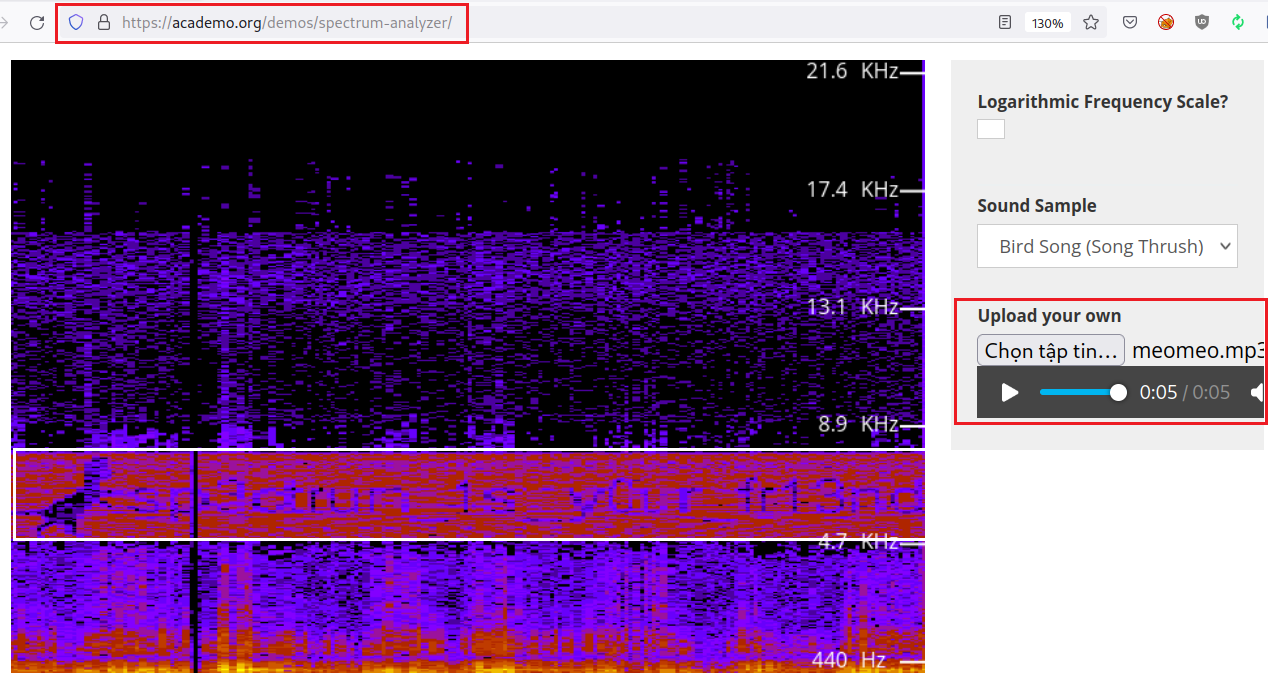 https://academo.org/demos/spectrum-analyzer/
130%
21.6 KHz
17.4 KHz
13.1 KHz
8.9 KHz
4.7 KHz
440 Hz
Logarithmic Frequency Scale?
Sound Sample
Bird Song (Song Thrush)
Upload your own
Chọn tập tin... meomeo.mp3
0:05 / 0:05